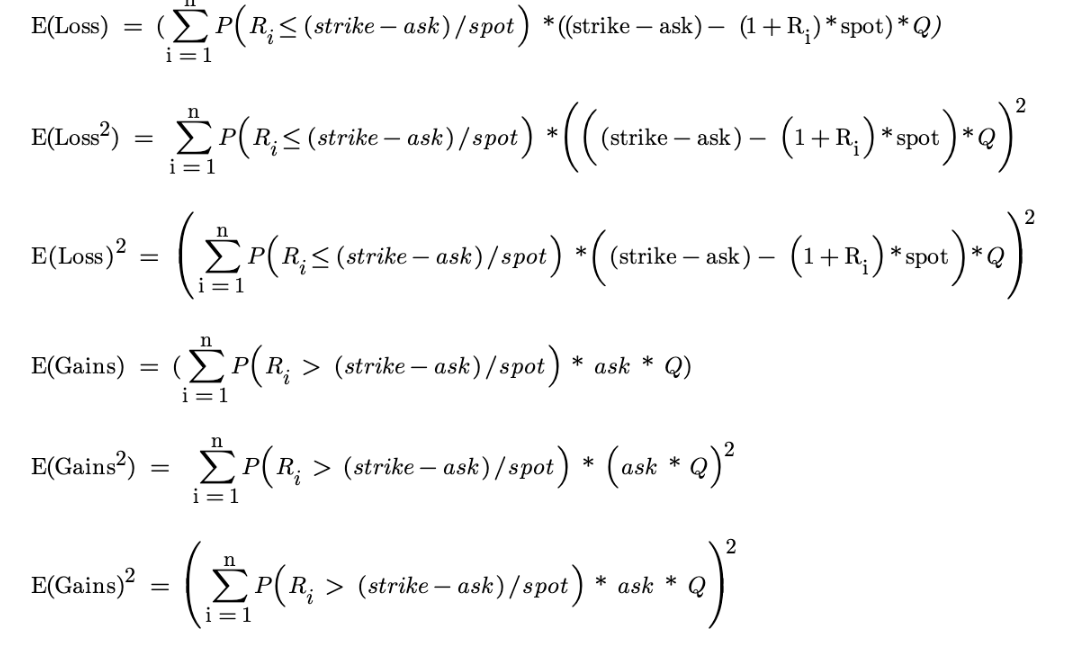 E(Loss) = (∑_{i=1}^{n} P(R_i ≤ (strike – ask)/spot) *((strike – ask) – (1+R_i)*spot)*Q)
E(Loss²) = ∑_{i=1}^{n} P(R_i ≤ (strike – ask)/spot) *(((strike – ask) – (1+R_i)*spot)*Q)²
E(Loss)² = (∑_{i=1}^{n} P(R_i ≤ (strike – ask)/spot) *((strike – ask) – (1+R_i)*spot)*Q)²
E(Gains) = (∑_{i=1}^{n} P(R_i > (strike – ask)/spot) * ask * Q)
E(Gains²) = ∑_{i=1}^{n} P(R_i > (strike – ask)/spot) * (ask * Q)²
E(Gains)² = (∑_{i=1}^{n} P(R_i > (strike – ask)/spot) * ask * Q)²